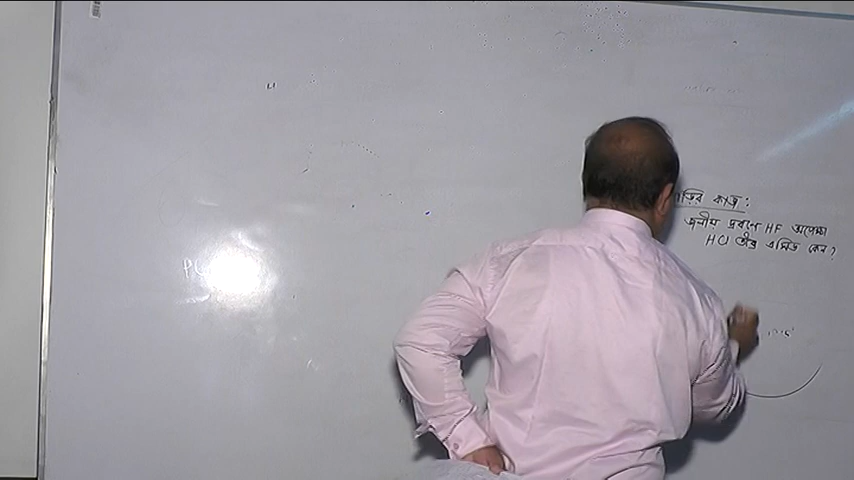 বাড়ির কাজ:
জলীয় দ্রবণে HF অপেক্ষা
HCl তীব্র এসিড কেন?